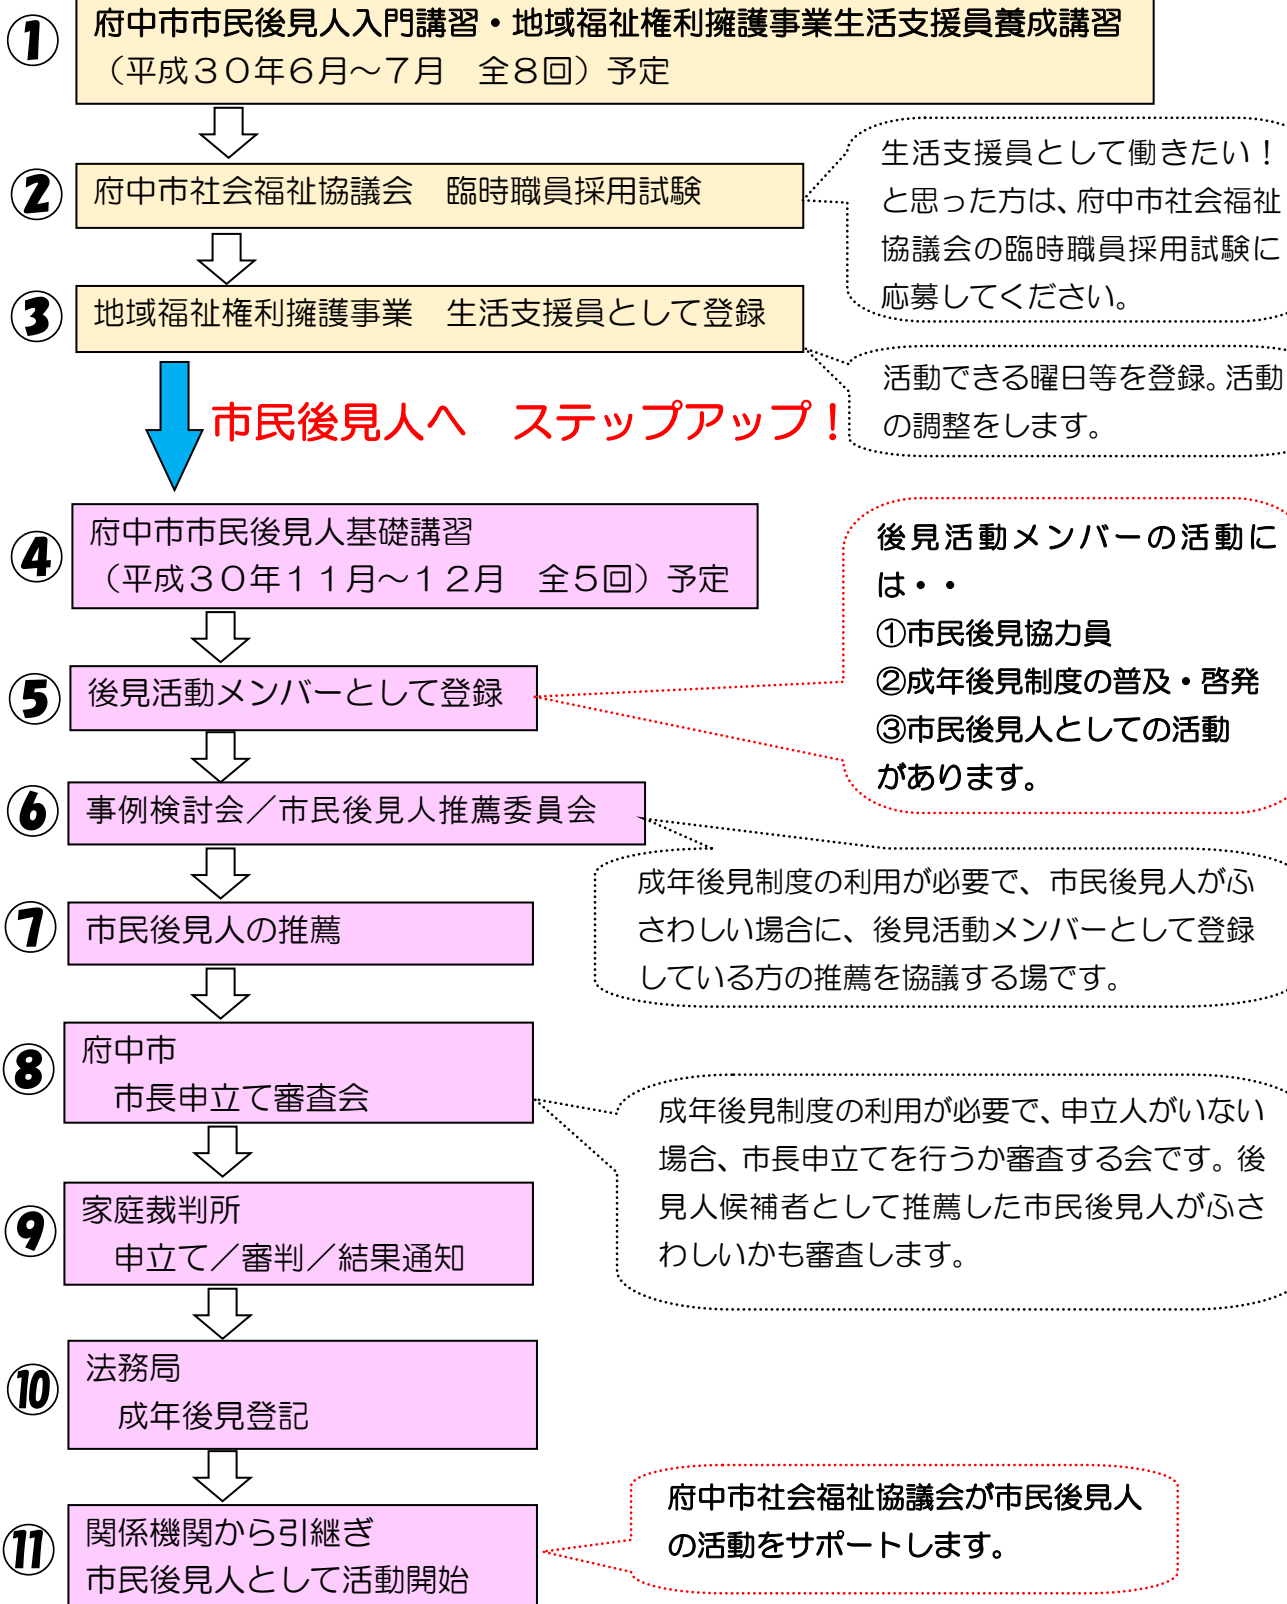 ①
府中市市民後見人入門講習・地域福祉権利擁護事業生活支援員養成講習
（平成３０年６月～７月　全８回）予定
②
府中市社会福祉協議会　臨時職員採用試験
生活支援員として働きたい！
と思った方は、府中市社会福祉
協議会の臨時職員採用試験に
応募してください。
③
地域福祉権利擁護事業　生活支援員として登録
活動できる曜日等を登録。活動
の調整をします。
市民後見人へ　ステップアップ！
④
府中市市民後見人基礎講習
（平成３０年１１月～１２月　全５回）予定
後見活動メンバーの活動に
は・・
①市民後見協力員
②成年後見制度の普及・啓発
③市民後見人としての活動
があります。
⑤
後見活動メンバーとして登録
⑥
事例検討会／市民後見人推薦委員会
成年後見制度の利用が必要で、市民後見人がふ
さわしい場合に、後見活動メンバーとして登録
している方の推薦を協議する場です。
⑦
市民後見人の推薦
⑧
府中市
市長申立て審査会
成年後見制度の利用が必要で、申立人がいない
場合、市長申立てを行うか審査する会です。後
見人候補者として推薦した市民後見人がふさ
わしいかも審査します。
⑨
家庭裁判所
申立て／審判／結果通知
⑩
法務局
成年後見登記
⑪
関係機関から引継ぎ
市民後見人として活動開始
府中市社会福祉協議会が市民後見人
の活動をサポートします。